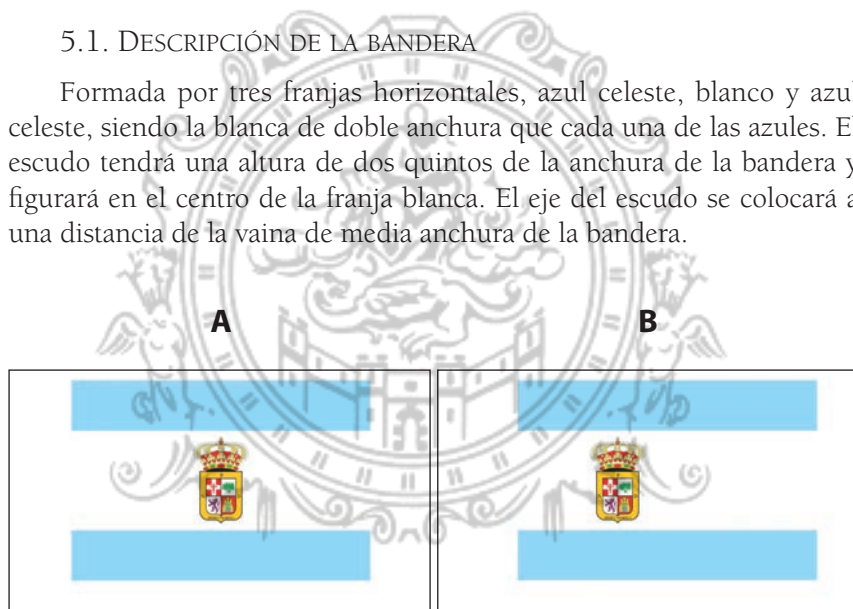 5.1. DESCRIPCIÓN DE LA BANDERA
Formada por tres franjas horizontales, azul celeste, blanco y azul
celeste, siendo la blanca de doble anchura que cada una de las azules. El
escudo tendrá una altura de dos quintos de la anchura de la bandera y
figurará en el centro de la franja blanca. El eje del escudo se colocará a
una distancia de la vaina de media anchura de la bandera.
A
B